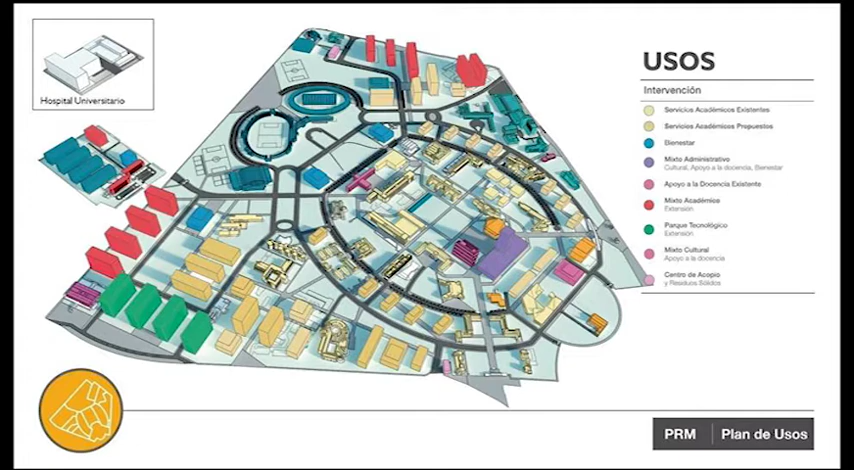 Hospital Universitario
USOS
Intervención
Servicios Académicos Existentes
Servicios Académicos Propuestos
Bienestar
Mixto Administrativo
Cultural, Apoyo a la docencia, Bienestar
Apoyo a la Docencia Existente
Mixto Académico
Extensión
Parque Tecnológico
Extensión
Mixto Cultural
Apoyo a la docencia
Centro de Acopio
y Residuos Sólidos
PRM
Plan de Usos